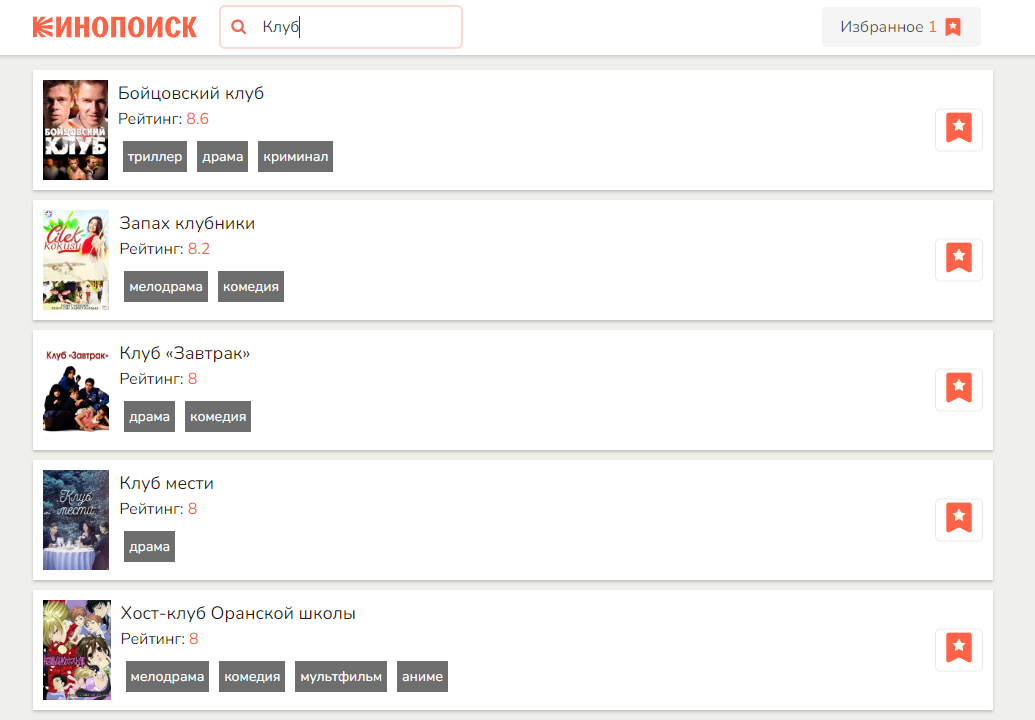 КИНОПОИСК
Клуб
Избранное 1
БОЙЦОВСКИЙ
КЛУБ
Бойцовский клуб
Рейтинг: 8.6
триллер драма криминал
Çilek
KOKUSU
Запах клубники
Рейтинг: 8.2
мелодрама комедия
Клуб «Завтрак»
Клуб «Завтрак»
Рейтинг: 8
драма комедия
Клуб
мести
Клуб мести
Рейтинг: 8
драма
Хост-клуб Оранской школы
Рейтинг: 8
мелодрама комедия мультфильм аниме